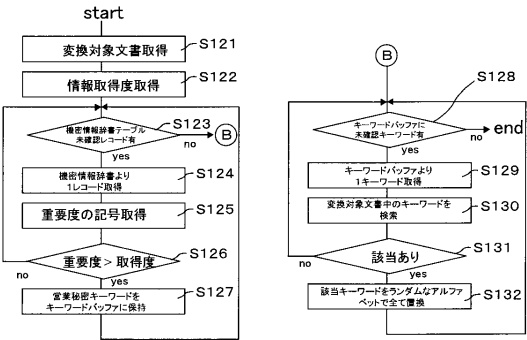 start
変換対象文書取得
S121
情報取得度取得
S122
機密情報辞書テーブル
未確認レコード有
S123
no
B
yes
機密情報辞書より
1レコード取得
S124
重要度の記号取得
S125
重要度>取得度
S126
no
yes
営業秘密キーワードを
キーワードバッファに保持
S127
B
S128
キーワードバッファに
未確認キーワード有
no
end
yes
キーワードバッファより
1キーワード取得
S129
変換対象文書中のキーワードを
検索
S130
該当あり
S131
no
yes
該当キーワードをランダムなアルファ
ベットで全て置換
S132